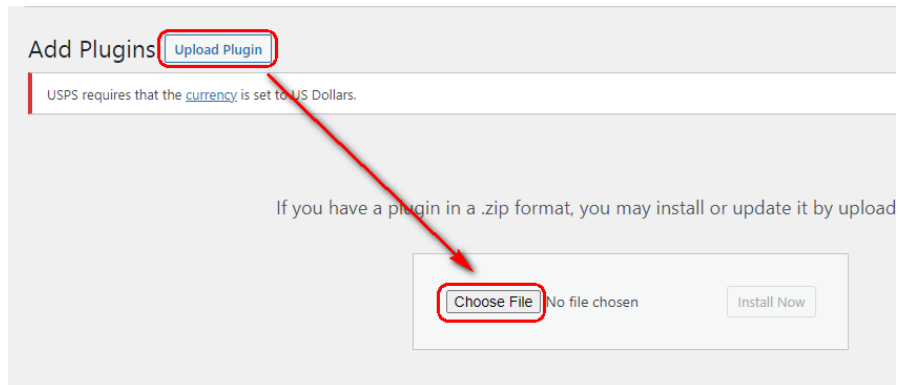 Add Plugins Upload Plugin
USPS requires that the currency is set to US Dollars.
If you have a plugin in a .zip format, you may install or update it by upload
Choose File No file chosen Install Now